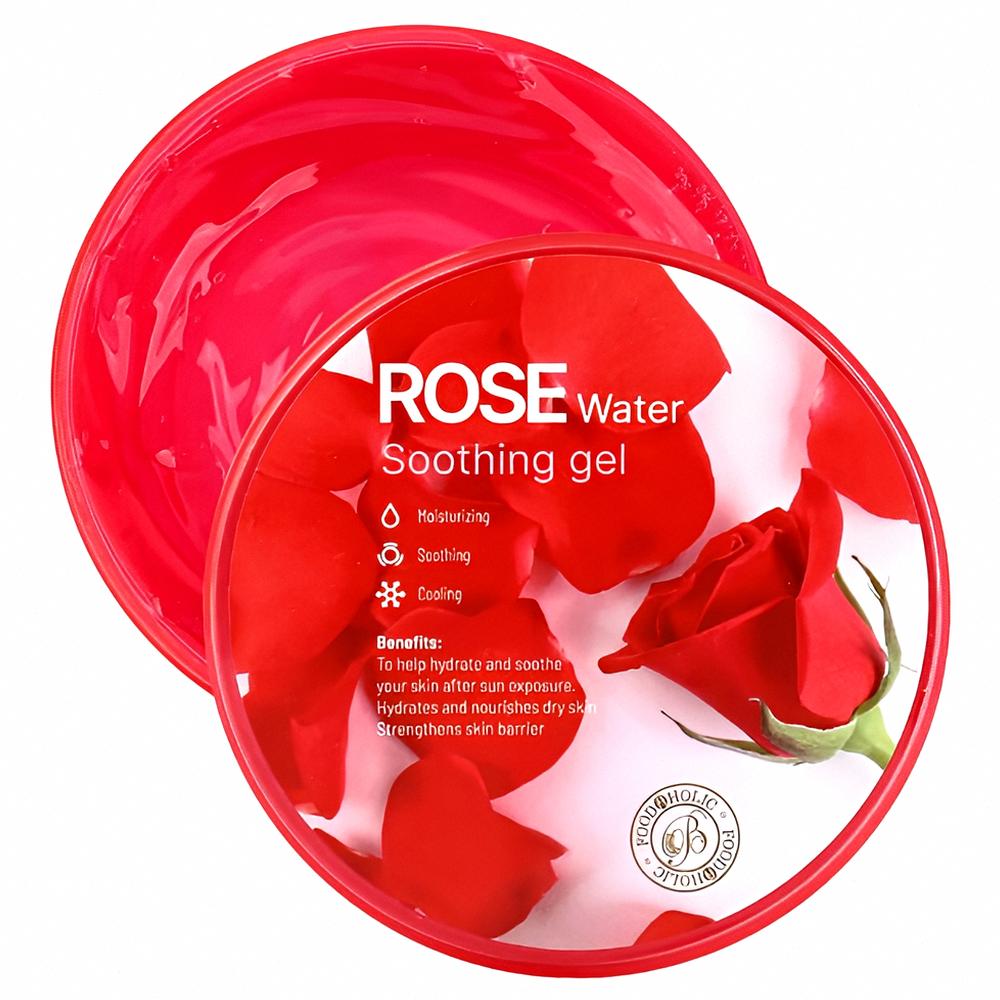 ROSE Water
Soothing gel
Moisturizing
Soothing
Cooling
Benefits:
To help hydrate and soothe
your skin after sun exposure.
Hydrates and nourishes dry skin
Strengthens skin barrier
FOODAHOLIC
FOODAHOLIC